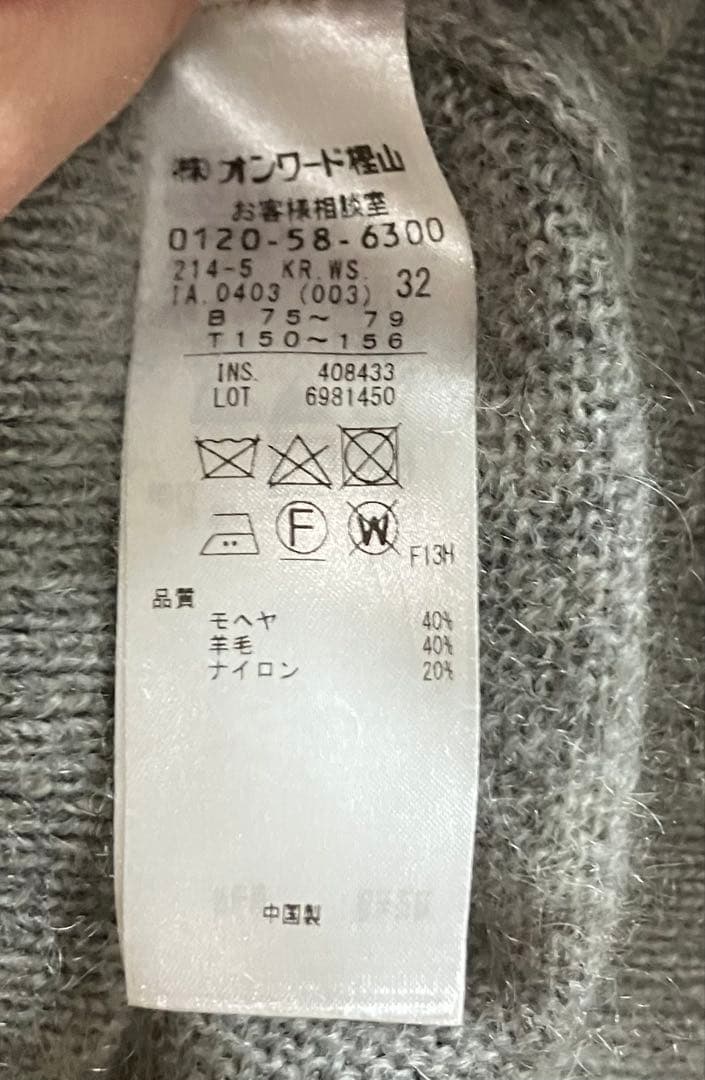 ㈱オンワード樫山
お客様相談室
0120-58-6300
214-5 KR.WS.
IA.0403 (003) 32
B 75～ 79
T150～156
INS. 408433
LOT 6981450
F
W
F13H
品質
モヘヤ 40%
羊毛 40%
ナイロン 20%
中国製